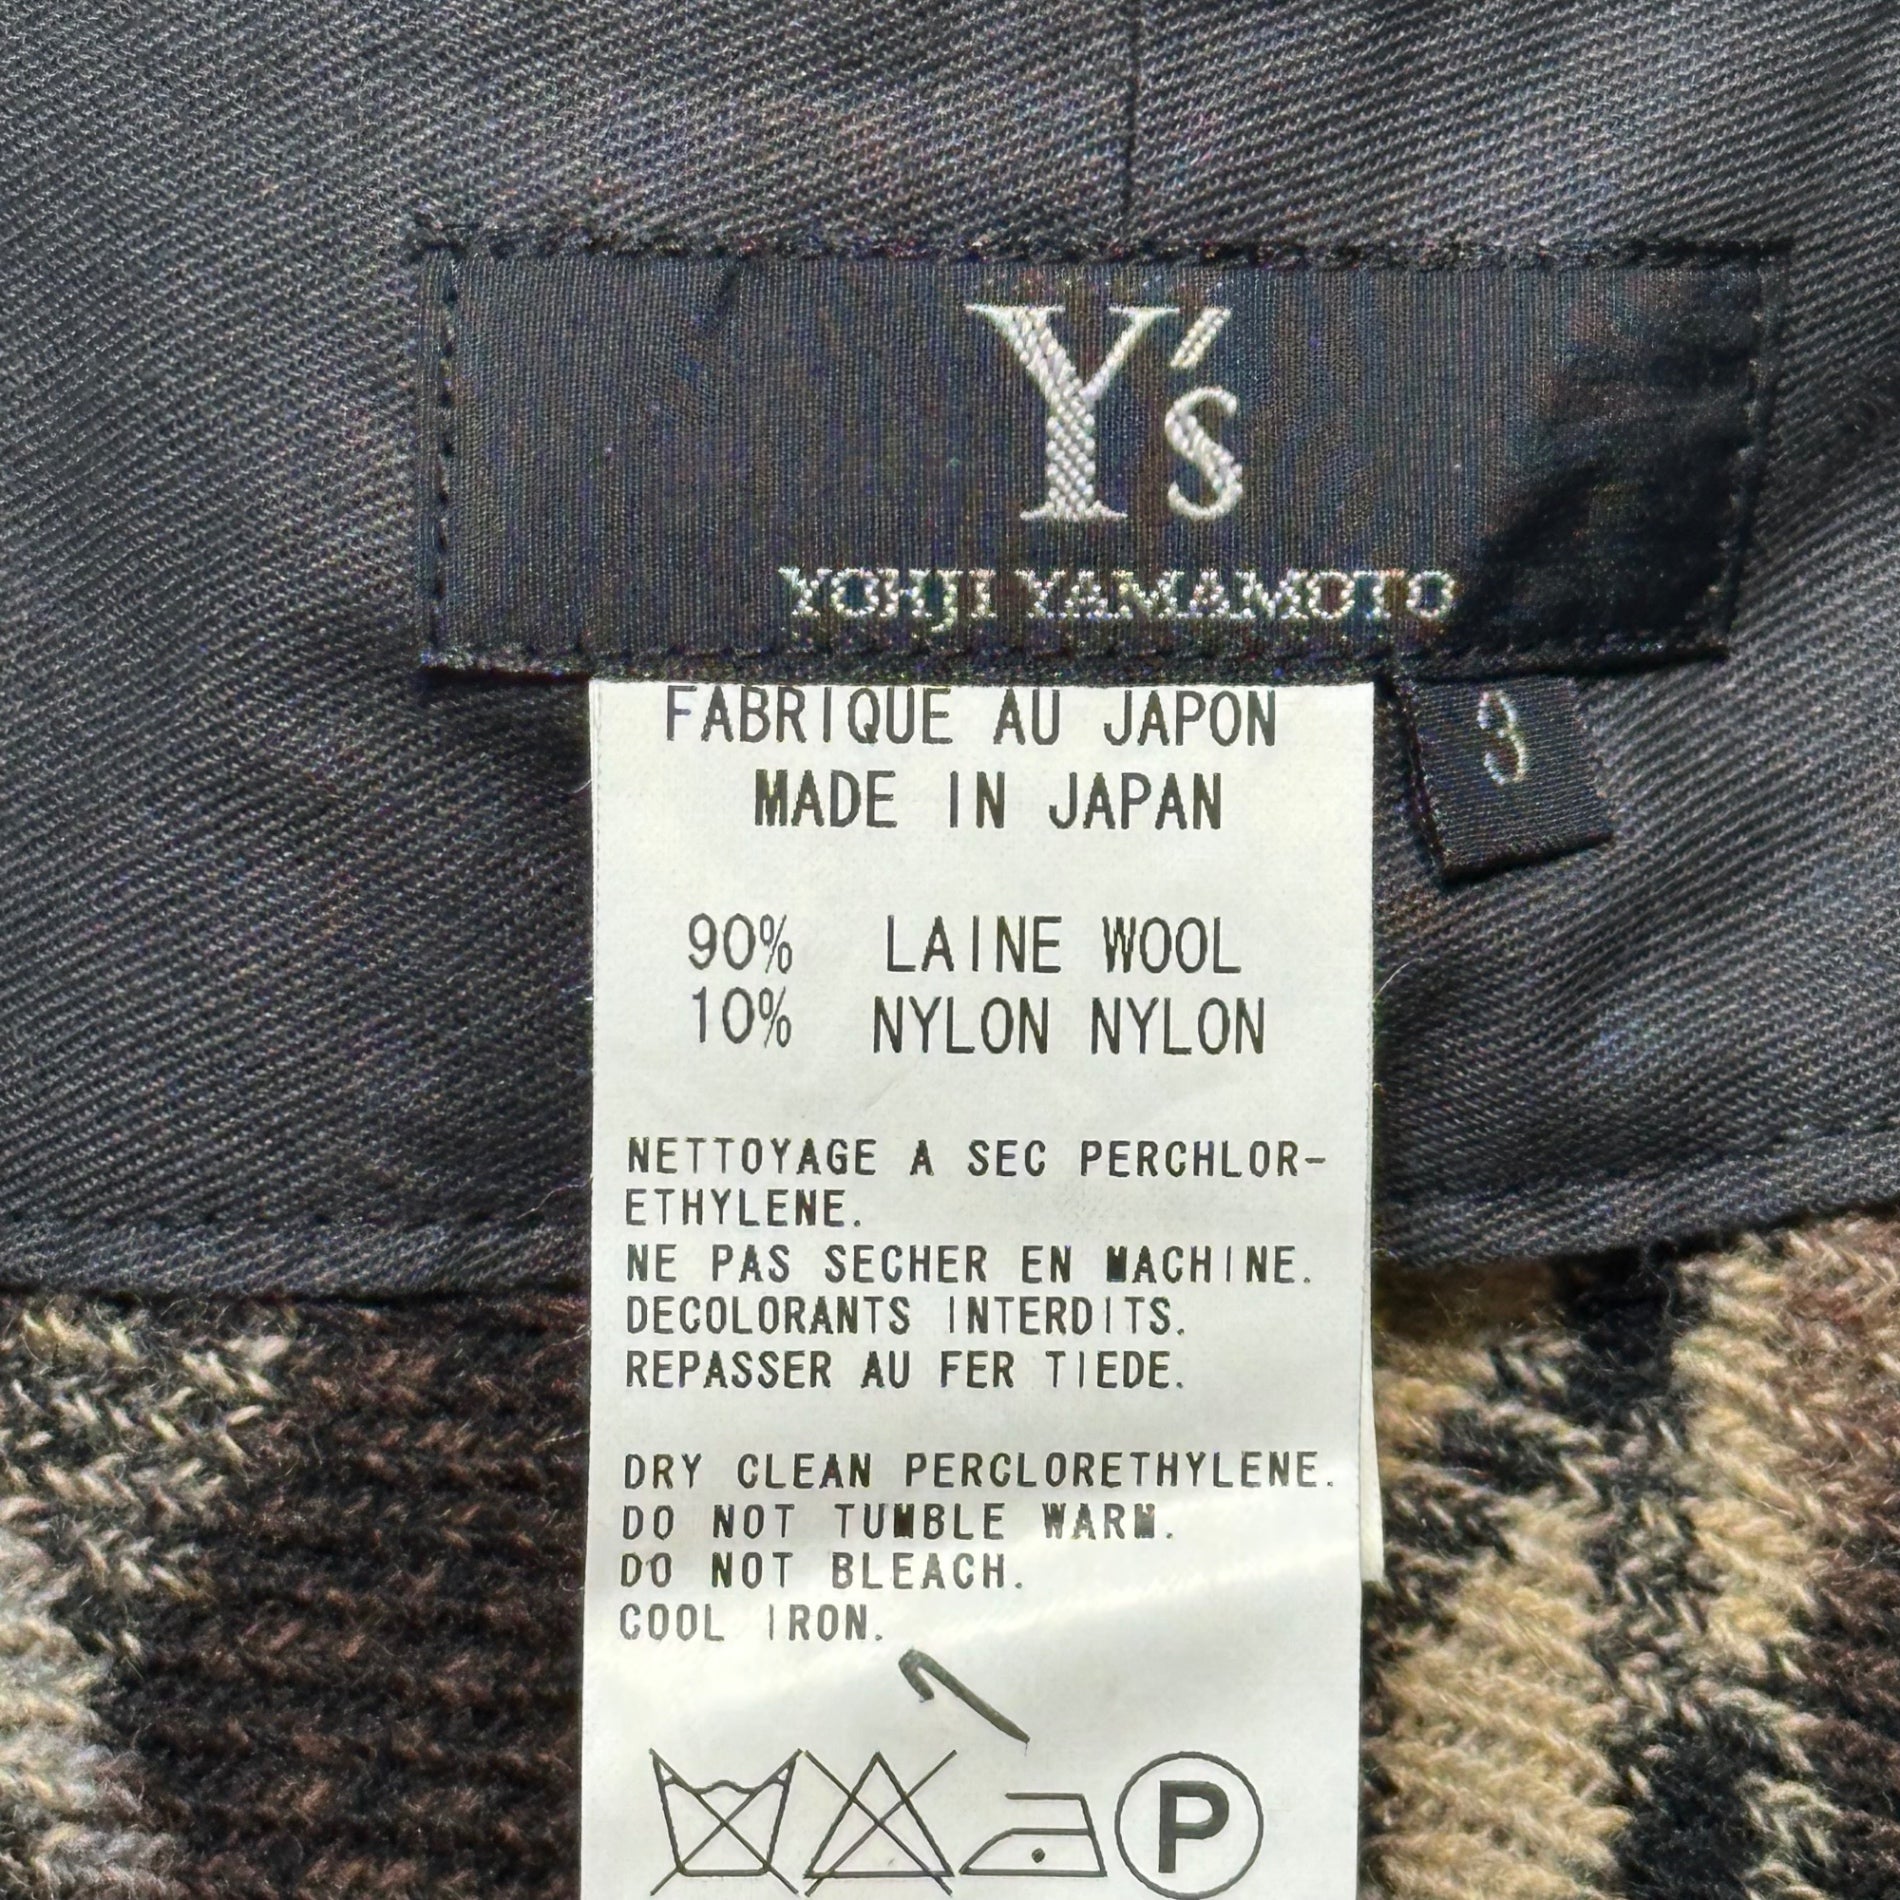 Y's
YOHJI YAMAMOTO
3
FABRIQUE AU JAPON
MADE IN JAPAN
90% LAINE WOOL
10% NYLON NYLON
NETTOYAGE A SEC PERCHLOR-
ETHYLENE.
NE PAS SECHER EN MACHINE.
DECOLORANTS INTERDITS.
REPASSER AU FER TIEDE.
DRY CLEAN PERCLORETHYLENE.
DO NOT TUMBLE WARM.
DO NOT BLEACH.
COOL IRON.
P